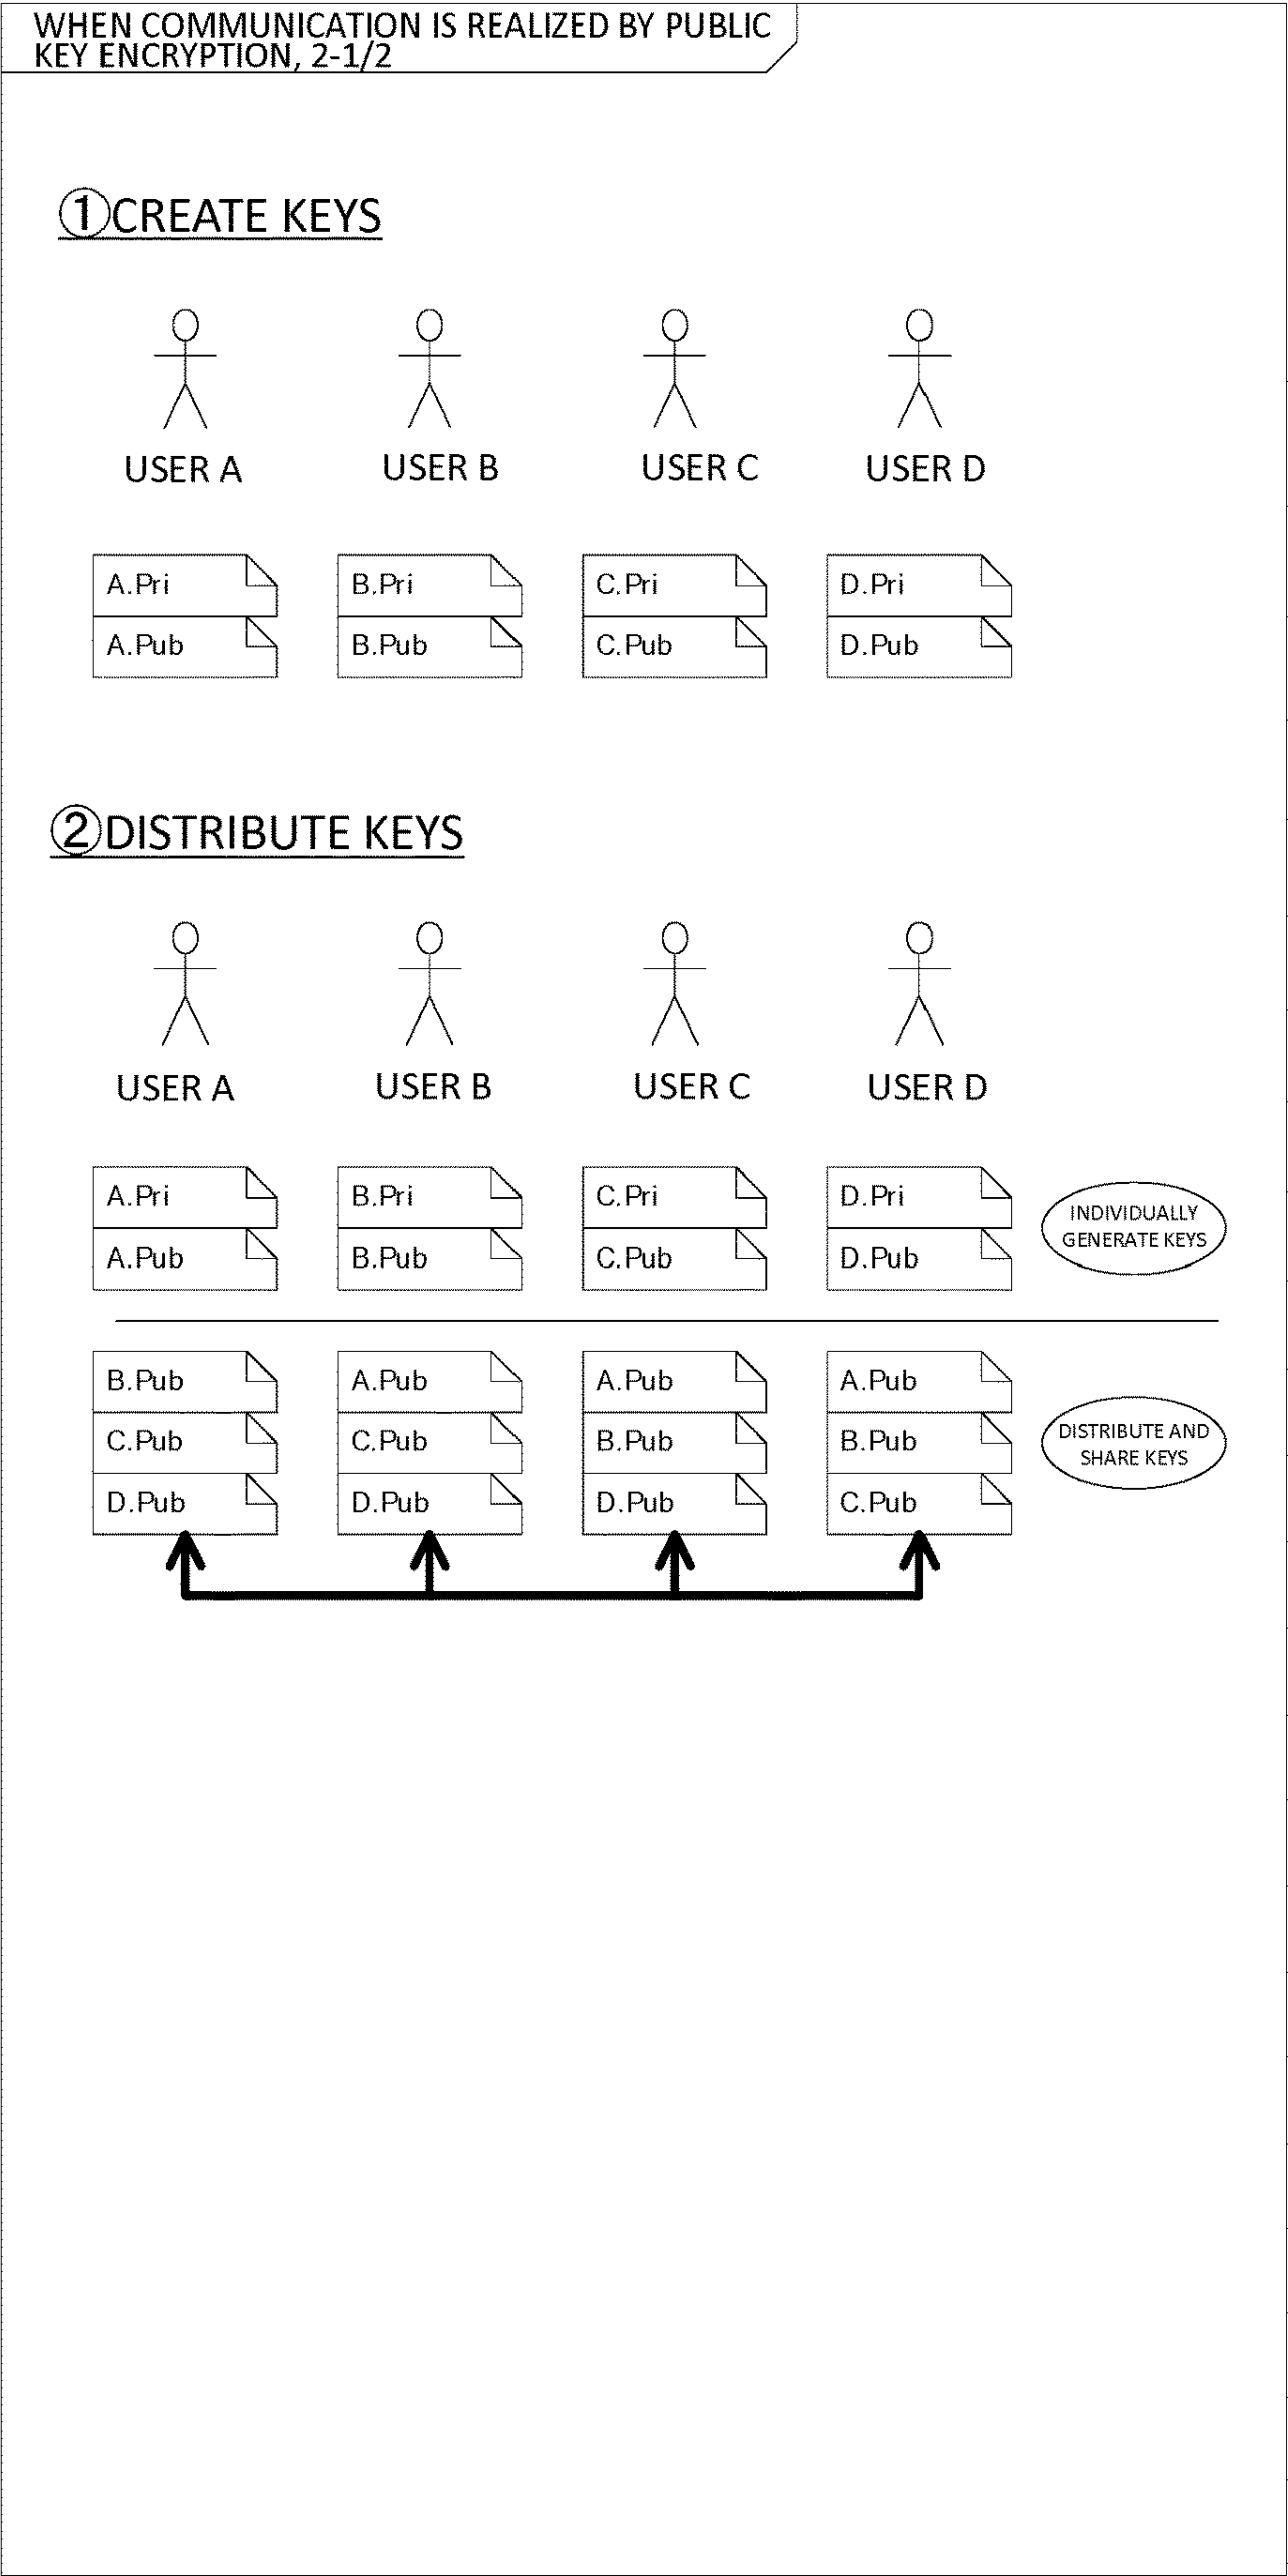 WHEN COMMUNICATION IS REALIZED BY PUBLIC
KEY ENCRYPTION, 2-1/2
①CREATE KEYS
USER A USER B USER C USER D
A.Pri B.Pri C.Pri D.Pri
A.Pub B.Pub C.Pub D.Pub
②DISTRIBUTE KEYS
USER A USER B USER C USER D
A.Pri B.Pri C.Pri D.Pri
A.Pub B.Pub C.Pub D.Pub
INDIVIDUALLY
GENERATE KEYS
B.Pub A.Pub A.Pub A.Pub
C.Pub C.Pub B.Pub B.Pub
D.Pub D.Pub D.Pub C.Pub
DISTRIBUTE AND
SHARE KEYS